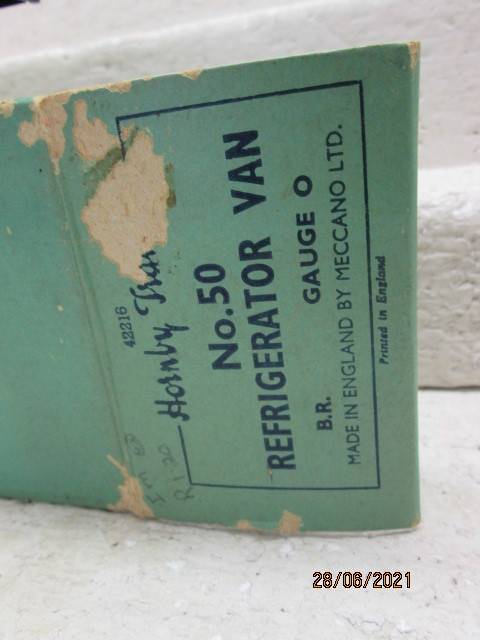 42216
Hornby
No.50
REFRIGERATOR VAN
B.R. GAUGE O
MADE IN ENGLAND BY MECCANO LTD.
Printed in England
28/06/2021